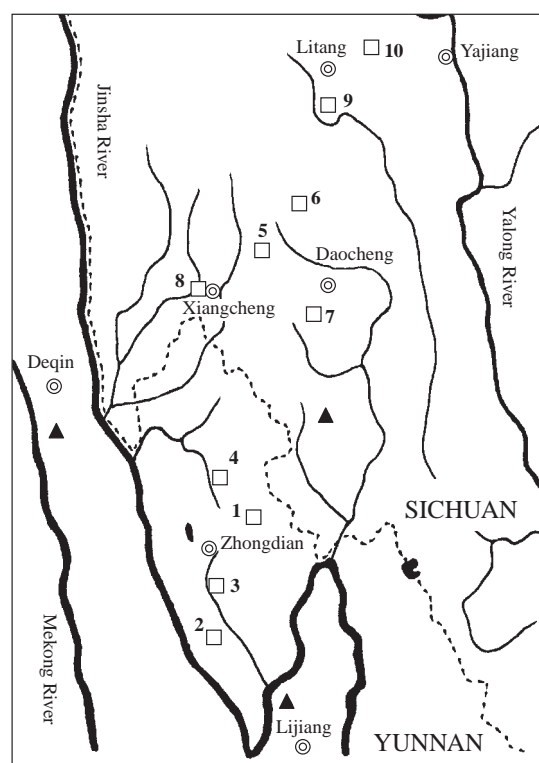 Litang
10
Yajiang
Jinsha River
9
6
5
Daocheng
Yalong River
8
Xiangcheng
7
Deqin
4
SICHUAN
1
Zhongdian
3
2
Mekong River
Lijiang
YUNNAN